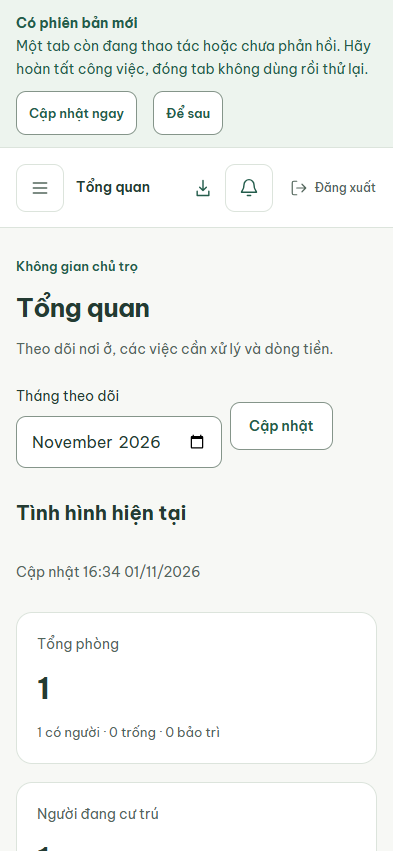 Có phiên bản mới
Một tab còn đang thao tác hoặc chưa phản hồi. Hãy
hoàn tất công việc, đóng tab không dùng rồi thử lại.
Cập nhật ngay
Để sau
Tổng quan
Đăng xuất
Không gian chủ trọ
Tổng quan
Theo dõi nơi ở, các việc cần xử lý và dòng tiền.
Tháng theo dõi
November 2026
Cập nhật
Tình hình hiện tại
Cập nhật 16:34 01/11/2026
Tổng phòng
1
1 có người · 0 trống · 0 bảo trì
Người đang cư trú